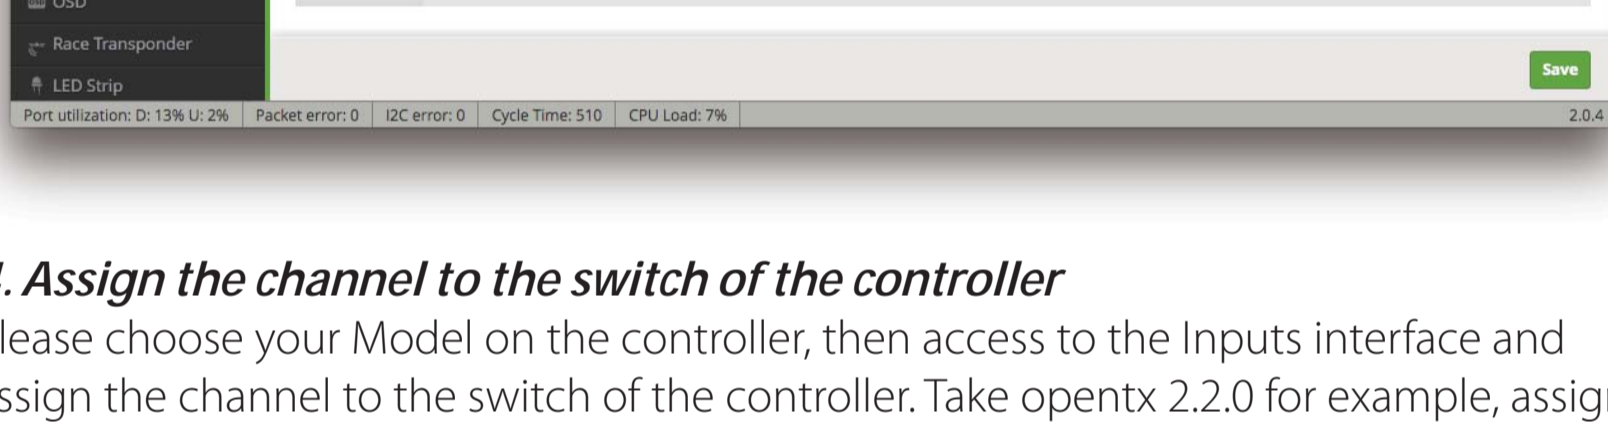 OSD
Race Transponder
LED Strip
Save
Port utilization: D: 13% U: 2% Packet error: 0 I2C error: 0 Cycle Time: 510 CPU Load: 7% 2.0.4
. Assign the channel to the switch of the controller
lease choose your Model on the controller, then access to the Inputs interface and
ssign the channel to the switch of the controller. Take opentx 2.2.0 for example, assign